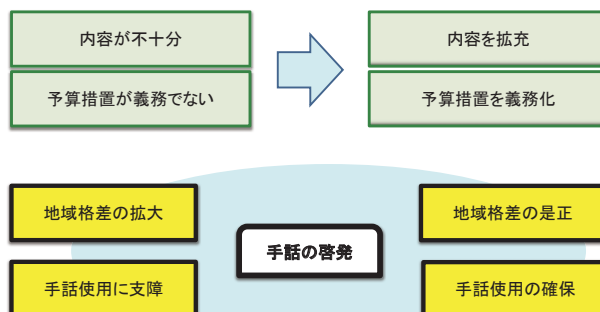 内容が不十分
内容を拡充
予算措置が義務でない
予算措置を義務化
地域格差の拡大
地域格差の是正
手話の啓発
手話使用に支障
手話使用の確保